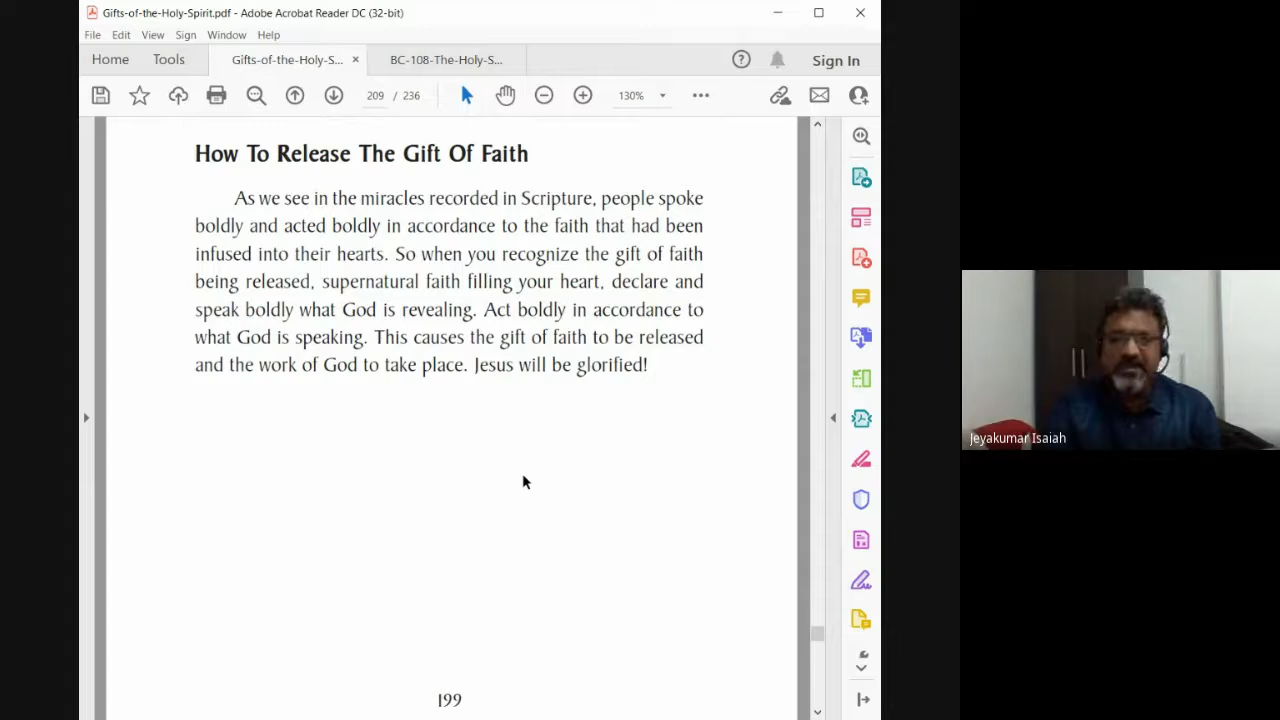 Gifts-of-the-Holy-Spirit.pdf - Adobe Acrobat Reader DC (32-bit)
File Edit View Sign Window Help
Home Tools Gifts-of-the-Holy-S... × BC-108-The-Holy-S... Sign In
209 / 236 130%
How To Release The Gift Of Faith
As we see in the miracles recorded in Scripture, people spoke
boldly and acted boldly in accordance to the faith that had been
infused into their hearts. So when you recognize the gift of faith
being released, supernatural faith filling your heart, declare and
speak boldly what God is revealing. Act boldly in accordance to
what God is speaking. This causes the gift of faith to be released
and the work of God to take place. Jesus will be glorified!
199
Jeyakumar Isaiah